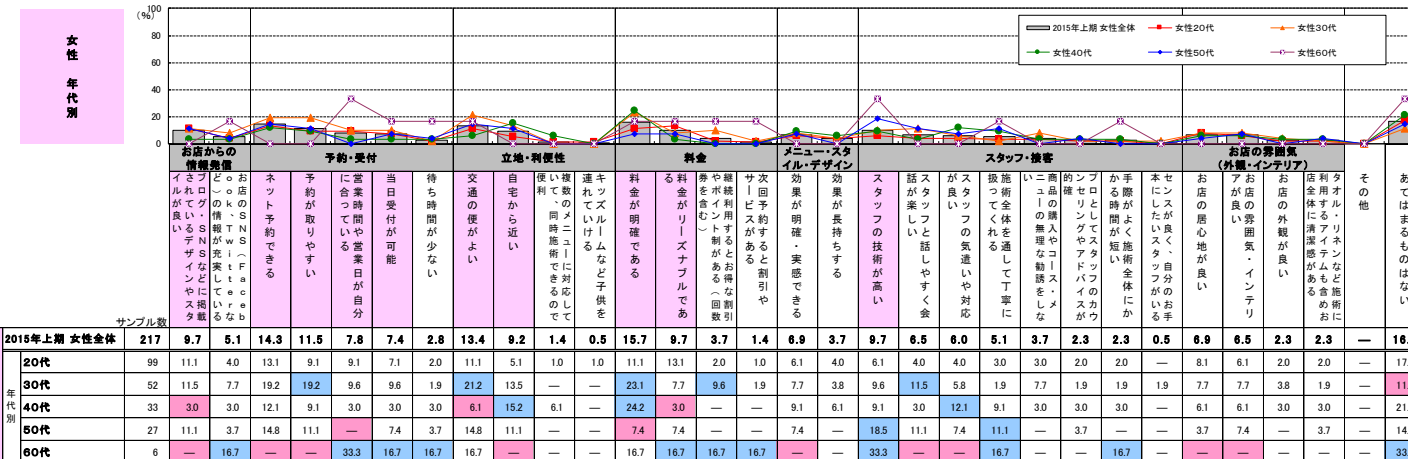 (%)
100
80
60
40
20
0
女性 年代別
2015年上期 女性全体
女性20代
女性30代
女性40代
女性50代
女性60代
お店からの情報発信
予約・受付
立地・利便性
料金
メニュー・スタイル・デザイン
スタッフ・接客
お店の雰囲気(外観・インテリア)
ブログ・SNSなどに掲載されているデザインやスタイルが良い
お店のSNS(Facebook、Twitterなど)の情報が充実している
ネット予約できる
予約が取りやすい
営業時間や営業日が自分に合っている
当日受付が可能
待ち時間が少ない
交通の便がよい
自宅から近い
複数のメニューに対応していて、同時施術できるので便利
キッズルームなど子供を連れていける
料金が明確である
料金がリーズナブルである
継続利用するとお得な割引やポイント制がある(回数券を含む)
次回予約すると割引やサービスがある
効果が明確・実感できる
効果が長持ちする
スタッフの技術が高い
スタッフと話しやすく会話が楽しい
スタッフの気遣いや対応が良い
施術全体を通して丁寧に扱ってくれる
商品の購入やコース・メニューの無理な勧誘をしな
プロとしてスタッフのカウンセリングやアドバイスが的確
手際がよく施術全体にかかる時間が短い
センスが良く、自分のお手本にしたいスタッフがいる
お店の居心地が良い
お店の雰囲気・インテリアが良い
お店の外観が良い
タオル・リネンなど施術に利用するアイテムも含めお店全体に清潔感がある
その他
あてはまるものはない
サンプル数
2015年上期 女性全体 217 9.7 5.1 14.3 11.5 7.8 7.4 2.8 13.4 9.2 1.4 0.5 15.7 9.7 3.7 1.4 6.9 3.7 9.7 6.5 6.0 5.1 3.7 2.3 2.3 0.5 6.9 6.5 2.3 2.3 — 16.
年代別
20代 99 11.1 4.0 13.1 9.1 9.1 7.1 2.0 11.1 5.1 1.0 1.0 11.1 13.1 2.0 1.0 6.1 4.0 6.1 4.0 4.0 3.0 3.0 2.0 2.0 — 8.1 6.1 2.0 2.0 — 17.
30代 52 11.5 7.7 19.2 19.2 9.6 9.6 1.9 21.2 13.5 — — 23.1 7.7 9.6 1.9 7.7 3.8 9.6 11.5 5.8 1.9 7.7 1.9 1.9 1.9 7.7 7.7 3.8 1.9 — 11.
40代 33 3.0 3.0 12.1 9.1 3.0 3.0 3.0 6.1 15.2 6.1 — 24.2 3.0 — — 9.1 6.1 9.1 3.0 12.1 9.1 3.0 3.0 3.0 — 6.1 6.1 3.0 3.0 — 21.
50代 27 11.1 3.7 14.8 11.1 — 7.4 3.7 14.8 11.1 — — 7.4 7.4 — — 7.4 — 18.5 11.1 7.4 11.1 — 3.7 — — 3.7 7.4 — 3.7 — 14.
60代 6 — 16.7 — — 33.3 16.7 16.7 16.7 — — — 16.7 16.7 16.7 16.7 — — 33.3 — — 16.7 — — 16.7 — — — — — — 33.